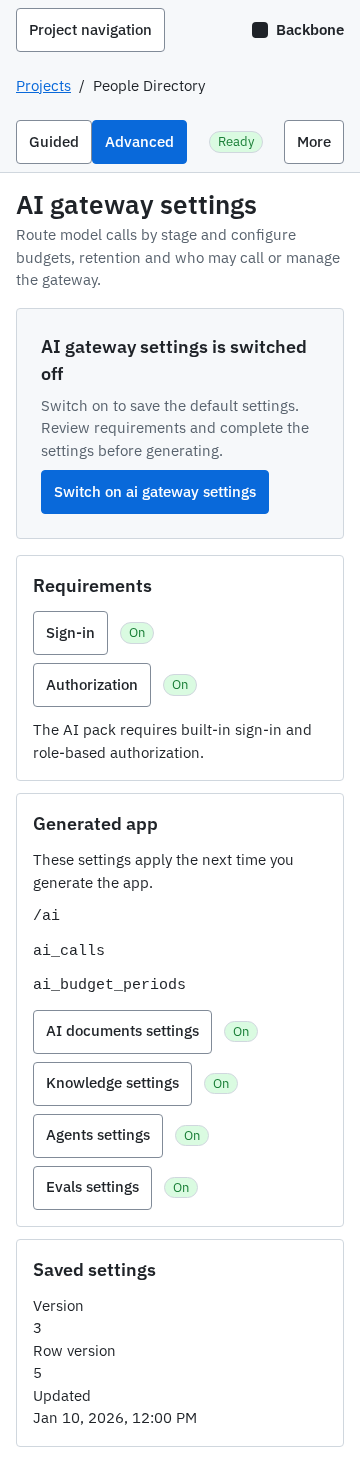 Project navigation
Backbone
Projects / People Directory
Guided
Advanced
Ready
More
AI gateway settings
Route model calls by stage and configure
budgets, retention and who may call or manage
the gateway.
AI gateway settings is switched
off
Switch on to save the default settings.
Review requirements and complete the
settings before generating.
Switch on ai gateway settings
Requirements
Sign-in On
Authorization On
The AI pack requires built-in sign-in and
role-based authorization.
Generated app
These settings apply the next time you
generate the app.
/ai
ai_calls
ai_budget_periods
AI documents settings On
Knowledge settings On
Agents settings On
Evals settings On
Saved settings
Version
3
Row version
5
Updated
Jan 10, 2026, 12:00 PM